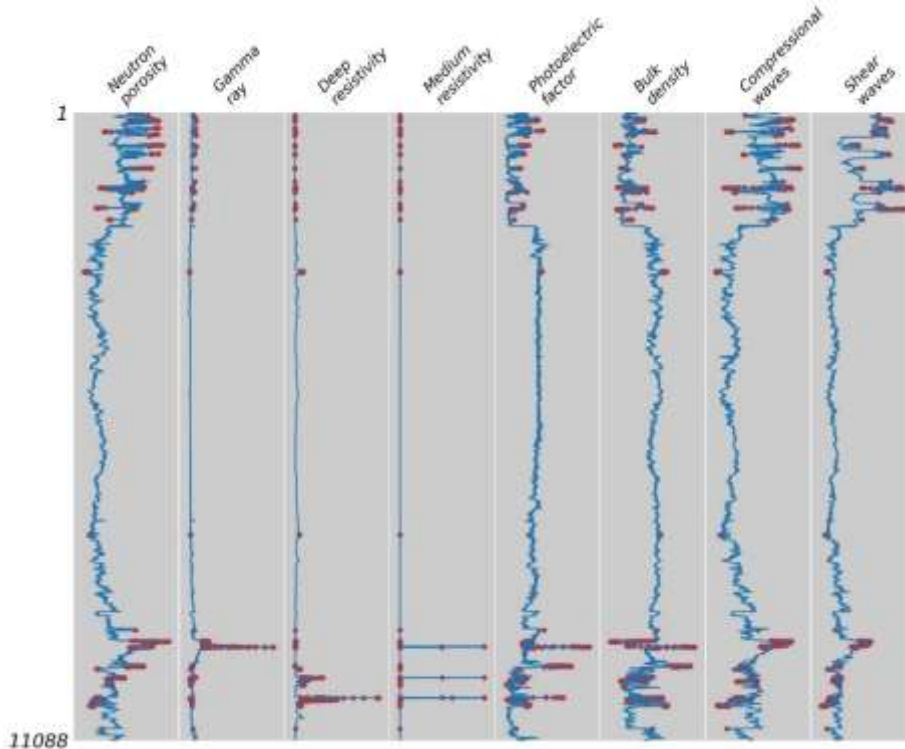 Neutron
porosity
Gamma
ray
Deep
resistivity
Medium
resistivity
Photoelectric
factor
Bulk
density
Compressional
waves
Shear
waves
1
11088